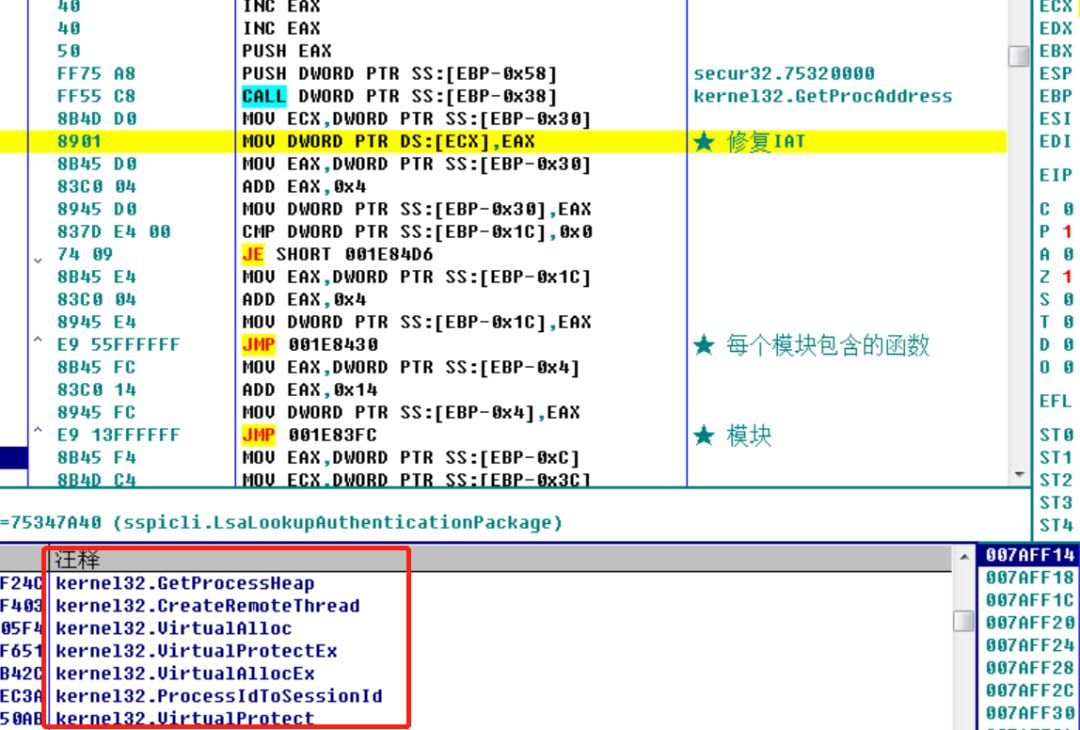 40 INC EAX ECX
40 INC EAX EDX
50 PUSH EAX EBX
FF75 A8 PUSH DWORD PTR SS:[EBP-0x58] secur32.75320000 ESP
FF55 C8 CALL DWORD PTR SS:[EBP-0x38] kernel32.GetProcAddress EBP
8B4D D0 MOV ECX,DWORD PTR SS:[EBP-0x30] ESI
8901 MOV DWORD PTR DS:[ECX],EAX ★ 修复IAT EDI
8B45 D0 MOV EAX,DWORD PTR SS:[EBP-0x30]
EIP
83C0 04 ADD EAX,0x4
8945 D0 MOV DWORD PTR SS:[EBP-0x30],EAX C 0
837D E4 00 CMP DWORD PTR SS:[EBP-0x1C],0x0 P 1
74 09 JE SHORT 001E84D6 A 0
8B45 E4 MOV EAX,DWORD PTR SS:[EBP-0x1C] Z 1
83C0 04 ADD EAX,0x4 S 0
8945 E4 MOV DWORD PTR SS:[EBP-0x1C],EAX T 0
E9 55FFFFFF JMP 001E8430 ★ 每个模块包含的函数 D 0
8B45 FC MOV EAX,DWORD PTR SS:[EBP-0x4] O 0
83C0 14 ADD EAX,0x14
EFL
8945 FC MOV DWORD PTR SS:[EBP-0x4],EAX
E9 13FFFFFF JMP 001E83FC ★ 模块 ST0
8B45 F4 MOV EAX,DWORD PTR SS:[EBP-0xC] ST1
8B4D C4 MOV ECX,DWORD PTR SS:[EBP-0x3C] ST2
ST3
=75347A40 (sspicli.LsaLookupAuthenticationPackage) ST4
注释 007AFF14
F24C kernel32.GetProcessHeap 007AFF18
F403 kernel32.CreateRemoteThread 007AFF1C
05F4 kernel32.VirtualAlloc 007AFF20
F651 kernel32.VirtualProtectEx 007AFF24
B42C kernel32.VirtualAllocEx 007AFF28
EC3A kernel32.ProcessIdToSessionId 007AFF2C
50AB kernel32.VirtualProtect 007AFF30